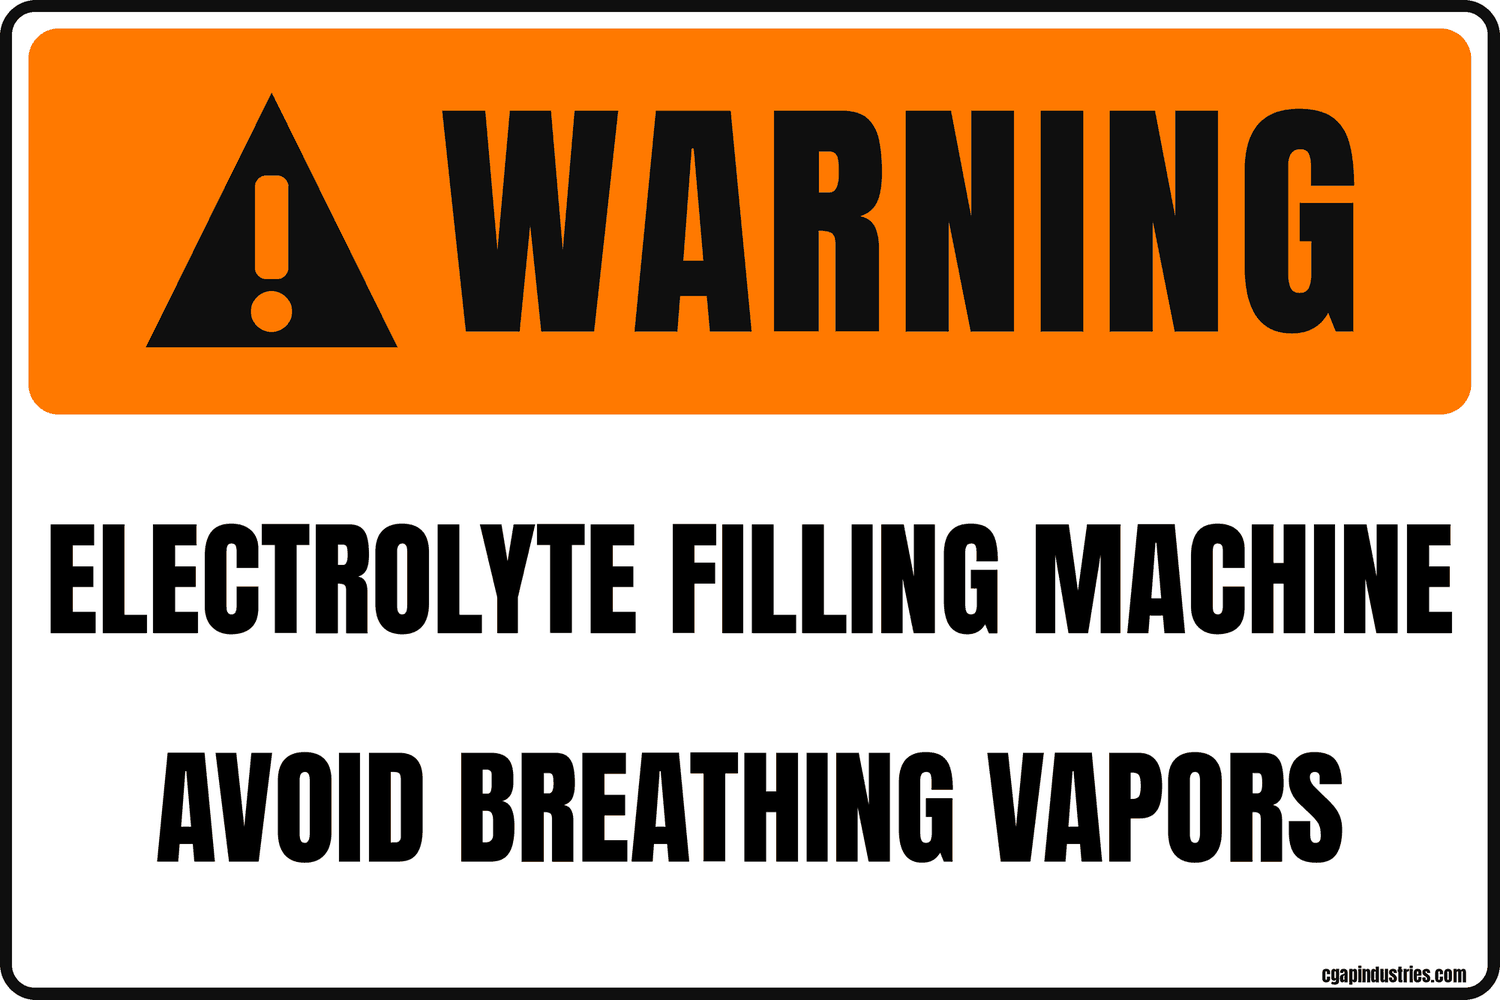 WARNING
ELECTROLYTE FILLING MACHINE
AVOID BREATHING VAPORS
cgapindustries.com